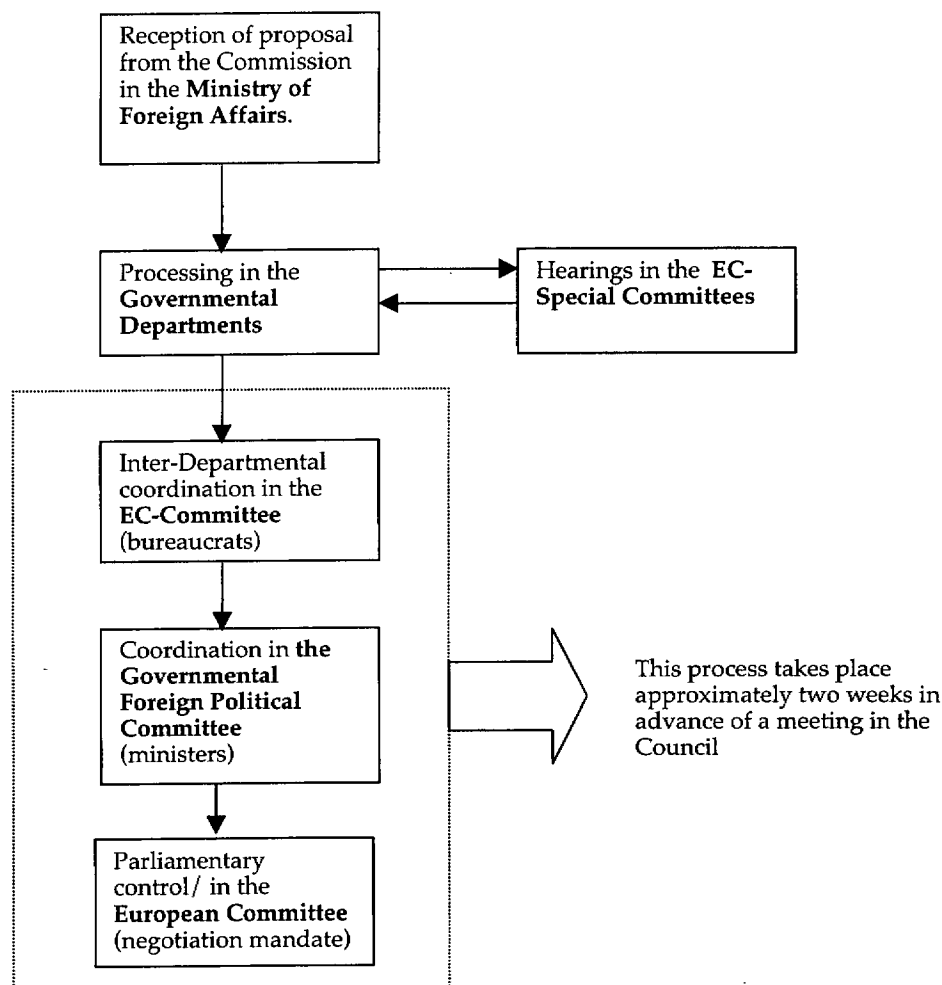 Reception of proposal
from the Commission
in the Ministry of
Foreign Affairs.
Processing in the
Governmental
Departments
Hearings in the EC-
Special Committees
Inter-Departmental
coordination in the
EC-Committee
(bureaucrats)
Coordination in the
Governmental
Foreign Political
Committee
(ministers)
This process takes place
approximately two weeks in
advance of a meeting in the
Council
Parliamentary
control/ in the
European Committee
(negotiation mandate)